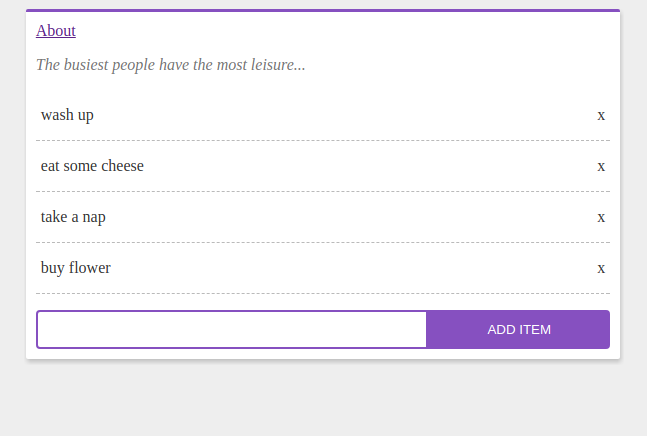 About
The busiest people have the most leisure...
wash up x
eat some cheese x
take a nap x
buy flower x
ADD ITEM